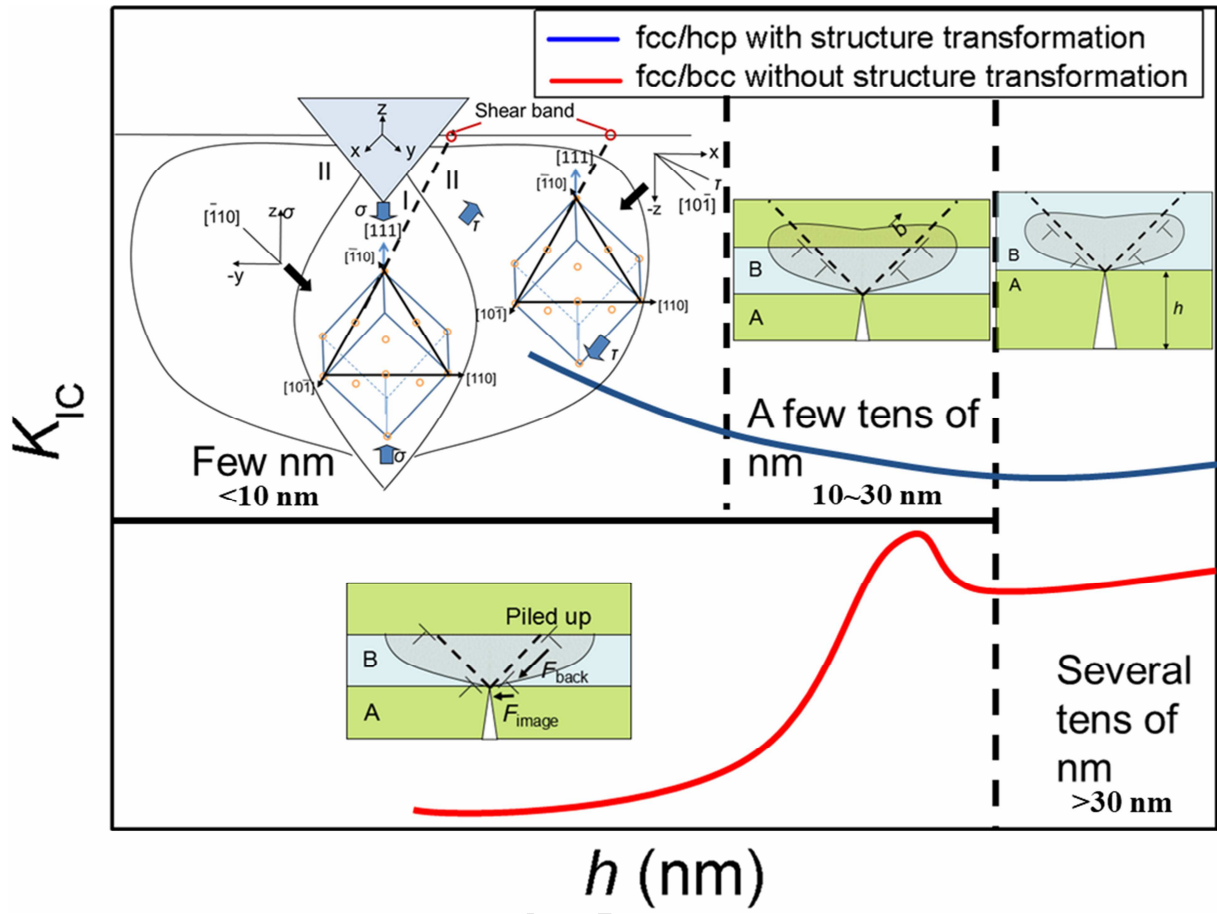 fcc/hcp with structure transformation
fcc/bcc without structure transformation
Shear band
z
x
y
II
I
II
σ
τ
[111]
[1̄10]
[1̄10]
z
σ
-y
[101̄]
[110]
σ
[111]
[1̄10]
[101̄]
[110]
τ
x
τ
-z
[101̄]
b
B
A
B
A
h
K_IC
Few nm
<10 nm
A few tens of
nm
10~30 nm
Piled up
B
F_back
A
F_image
Several
tens of
nm
>30 nm
h (nm)